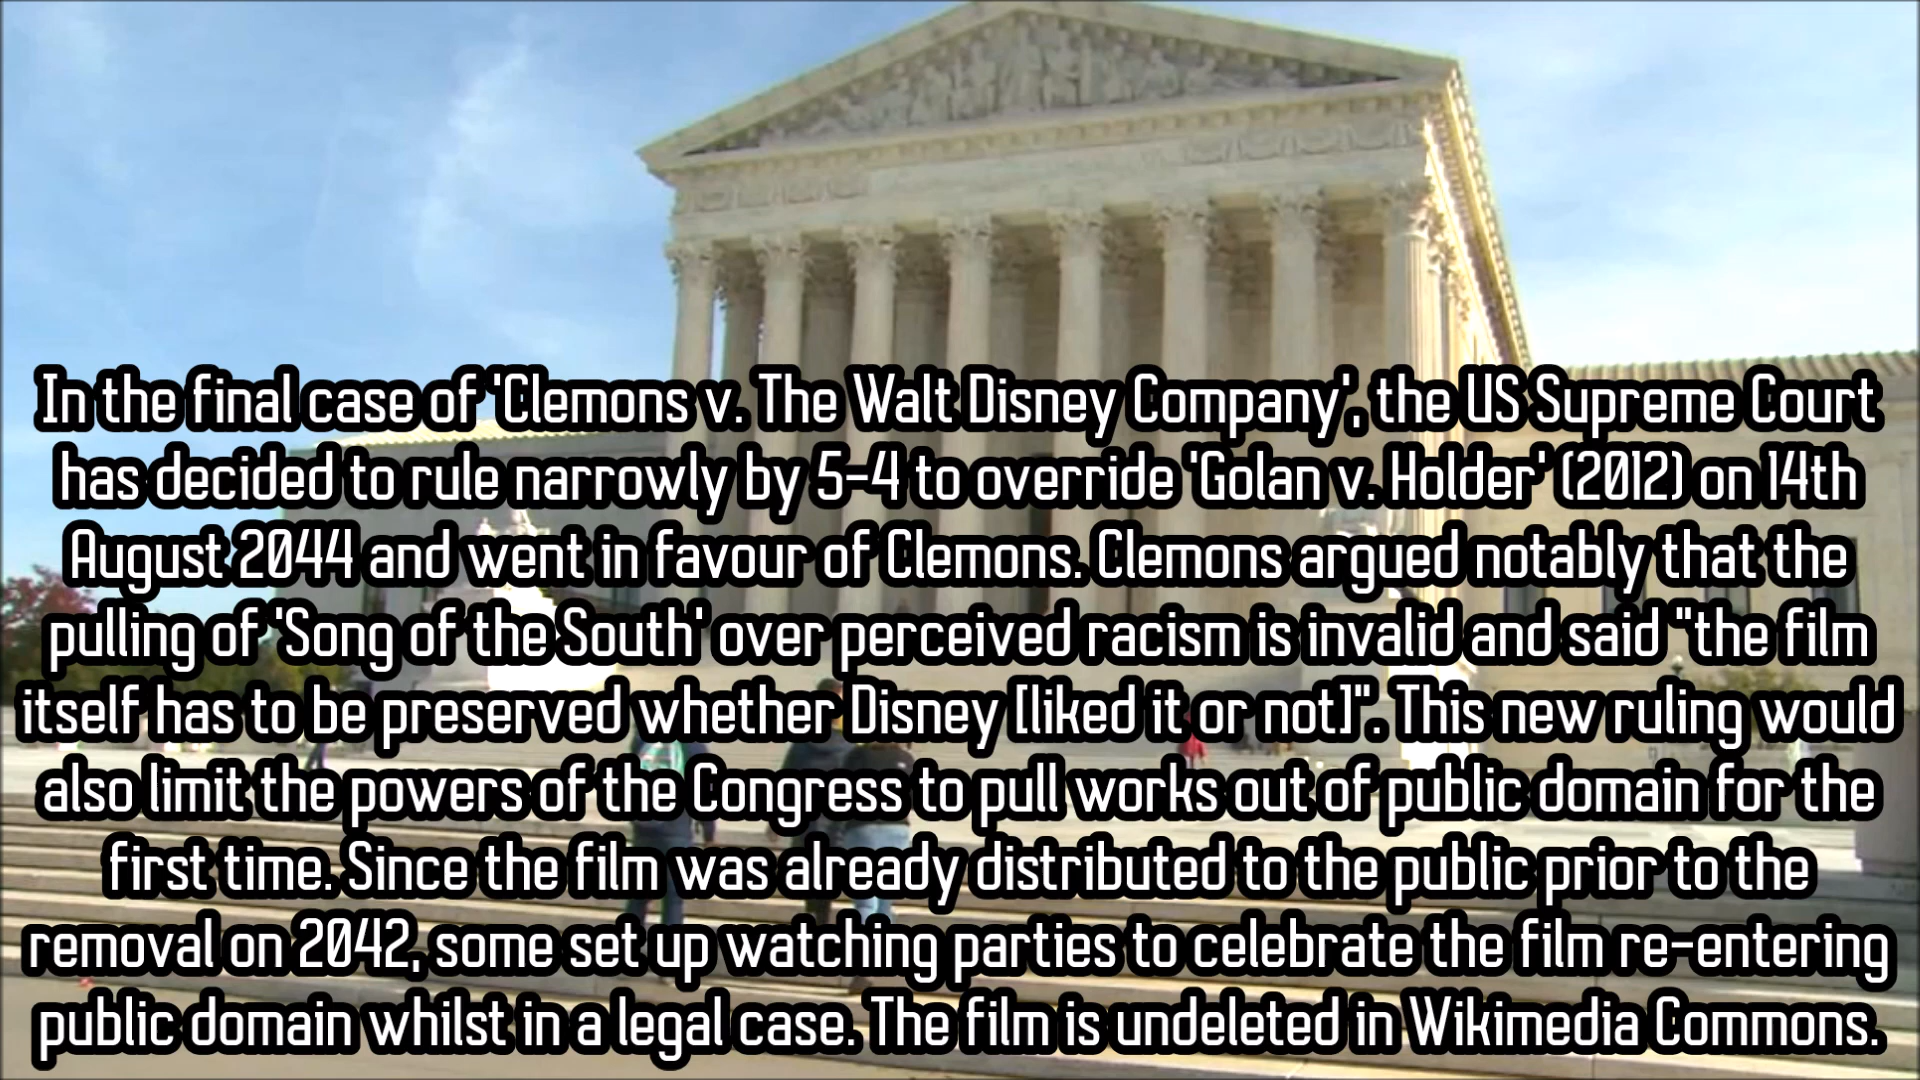 In the final case of 'Clemons v. The Walt Disney Company', the US Supreme Court
has decided to rule narrowly by 5-4 to override 'Golan v. Holder' (2012) on 14th
August 2044 and went in favour of Clemons. Clemons argued notably that the
pulling of 'Song of the South' over perceived racism is invalid and said "the film
itself has to be preserved whether Disney [liked it or not]". This new ruling would
also limit the powers of the Congress to pull works out of public domain for the
first time. Since the film was already distributed to the public prior to the
removal on 2042, some set up watching parties to celebrate the film re-entering
public domain whilst in a legal case. The film is undeleted in Wikimedia Commons.